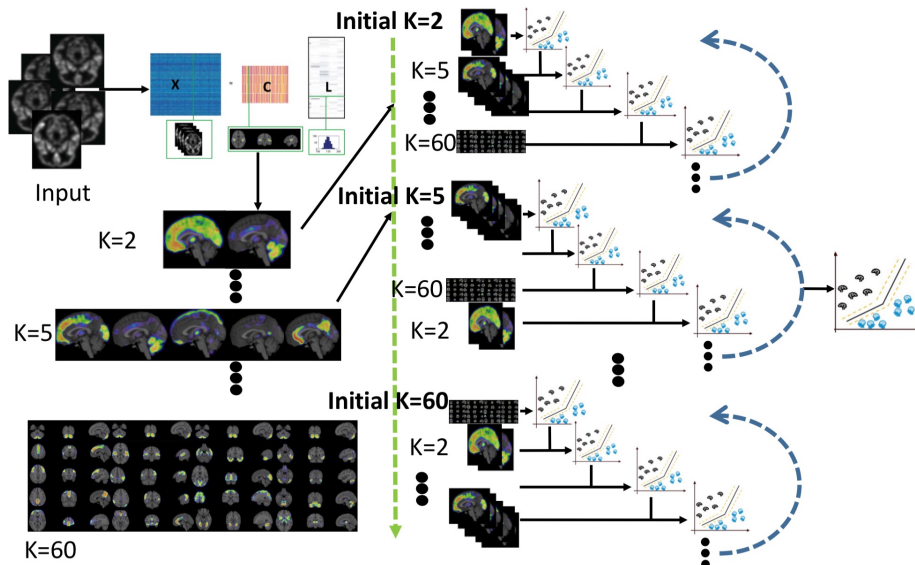 Input
X
≈
C
L
K=2
K=5
K=60
Initial K=2
K=5
K=60
Initial K=5
K=60
K=2
Initial K=60
K=2